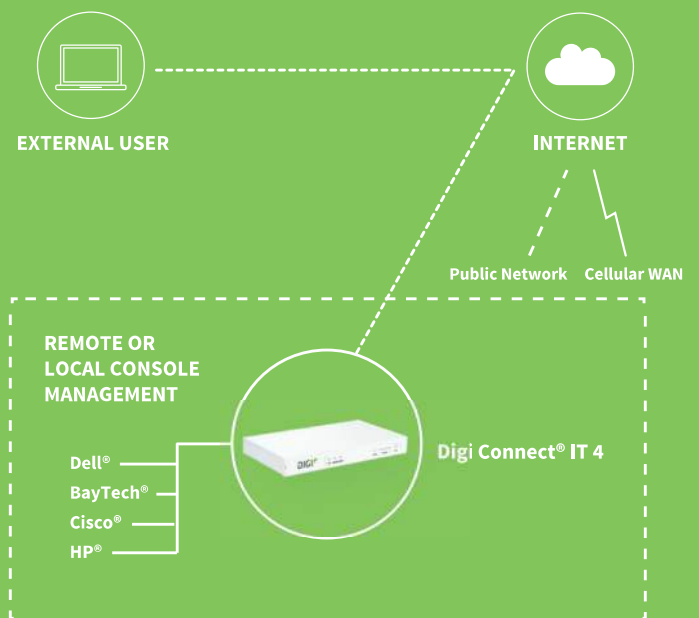 EXTERNAL USER
INTERNET
Public Network
Cellular WAN
REMOTE OR
LOCAL CONSOLE
MANAGEMENT
Dell®
BayTech®
Cisco®
HP®
DIGI
Digi Connect® IT 4